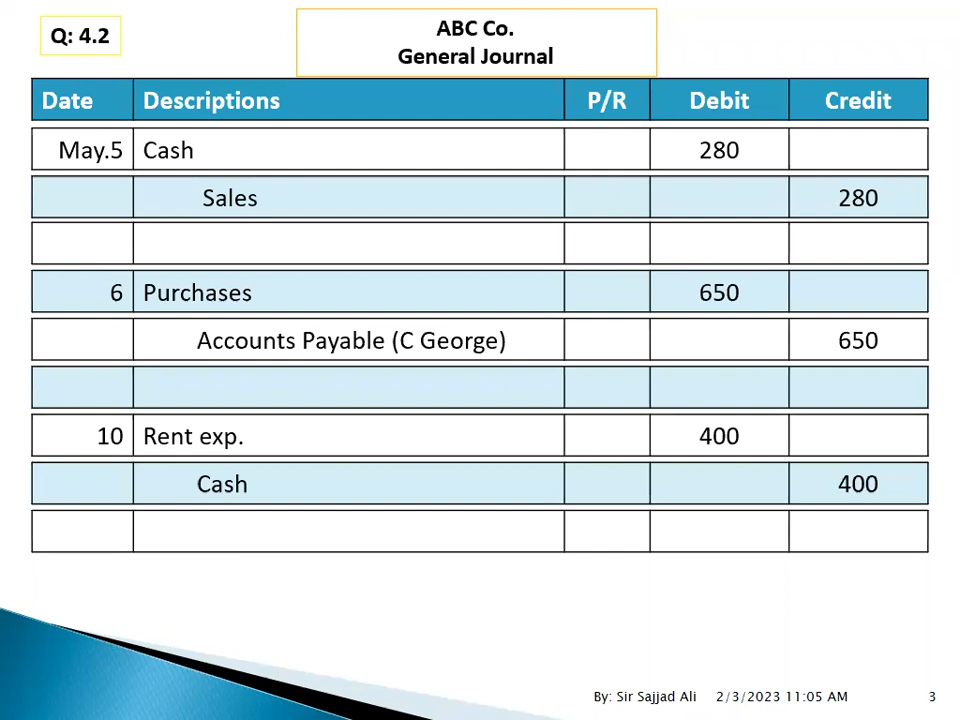 Q: 4.2
ABC Co.
General Journal
Date Descriptions P/R Debit Credit
May.5 Cash 280
Sales 280
6 Purchases 650
Accounts Payable (C George) 650
10 Rent exp. 400
Cash 400
By: Sir Sajjad Ali 2/3/2023 11:05 AM 3